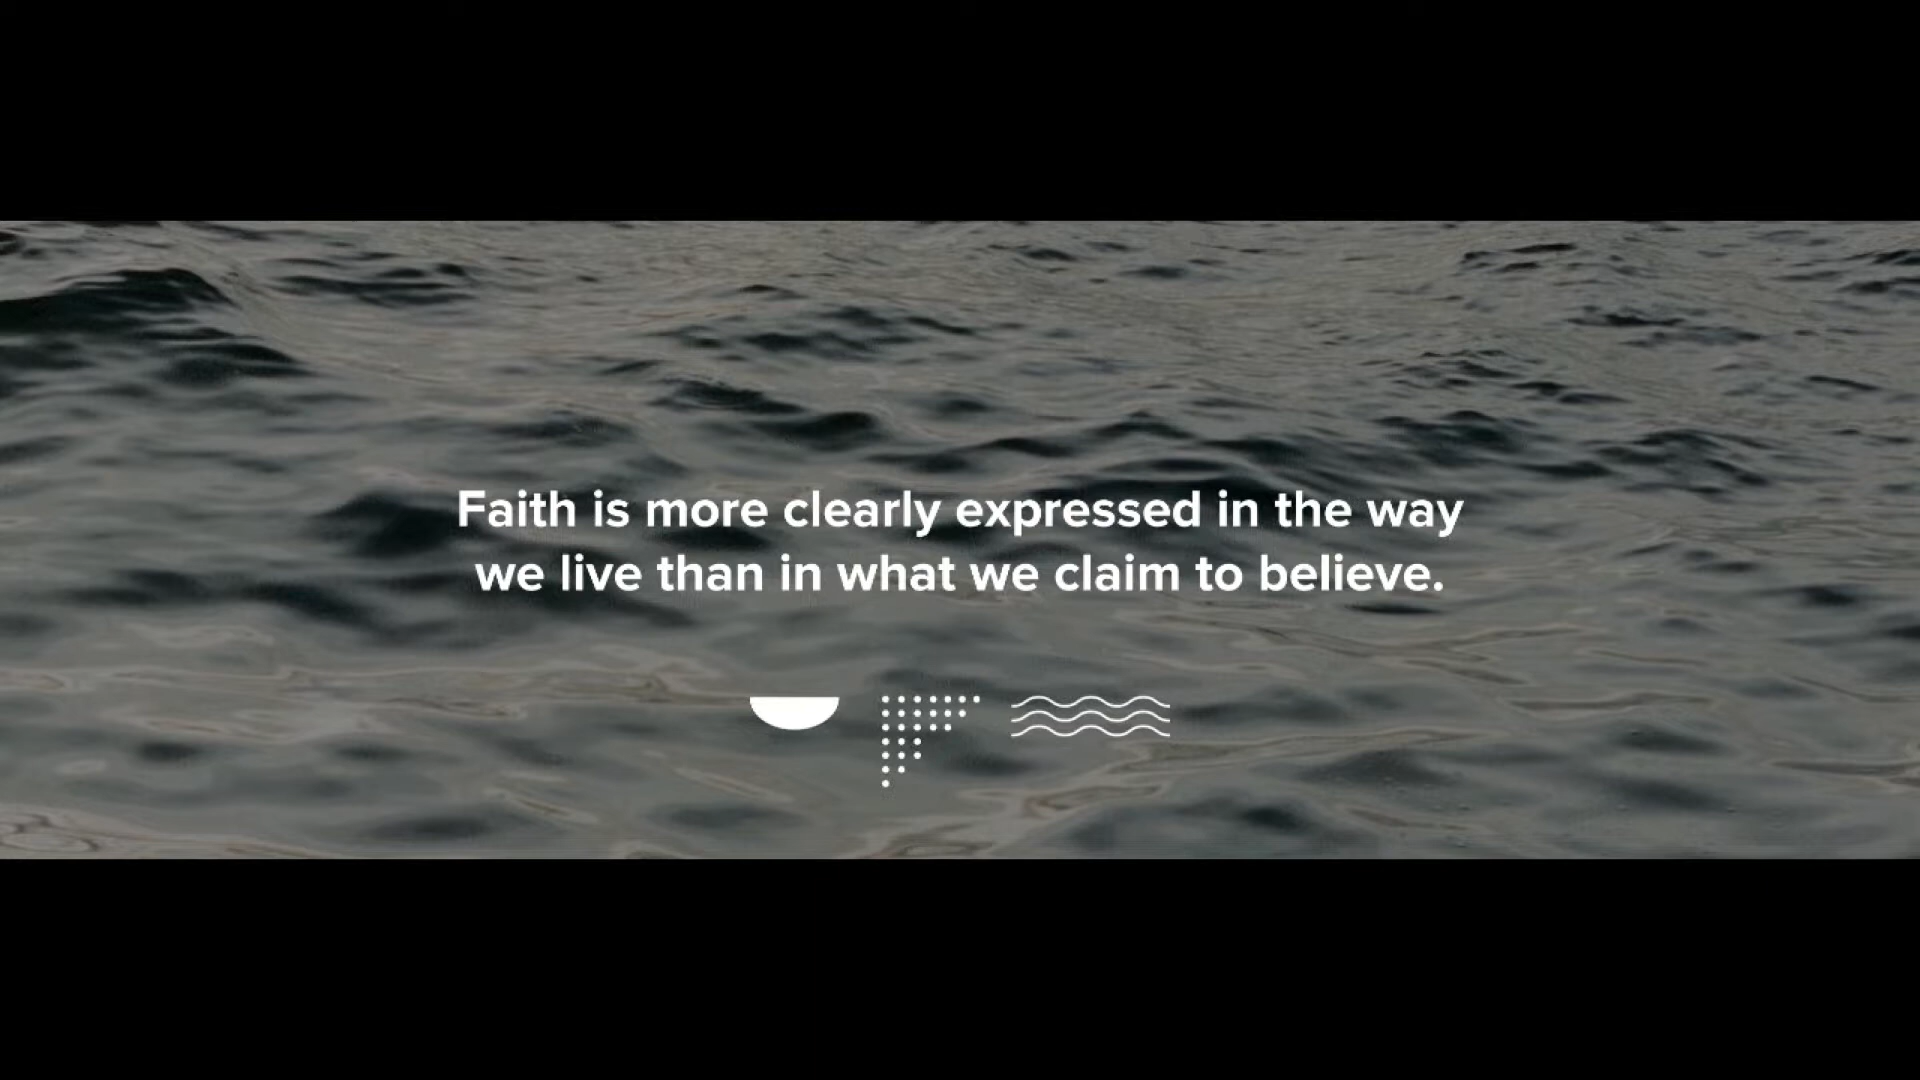 Faith is more clearly expressed in the way
we live than in what we claim to believe.